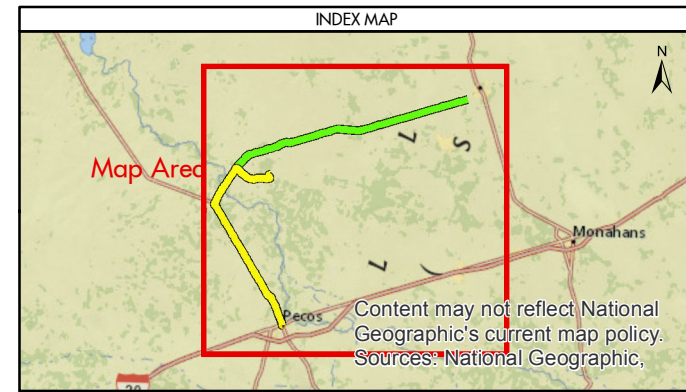 INDEX MAP
N
Map Area
S
L
Monahans
L
Pecos
Content may not reflect National
Geographic's current map policy.
Sources: National Geographic,
20